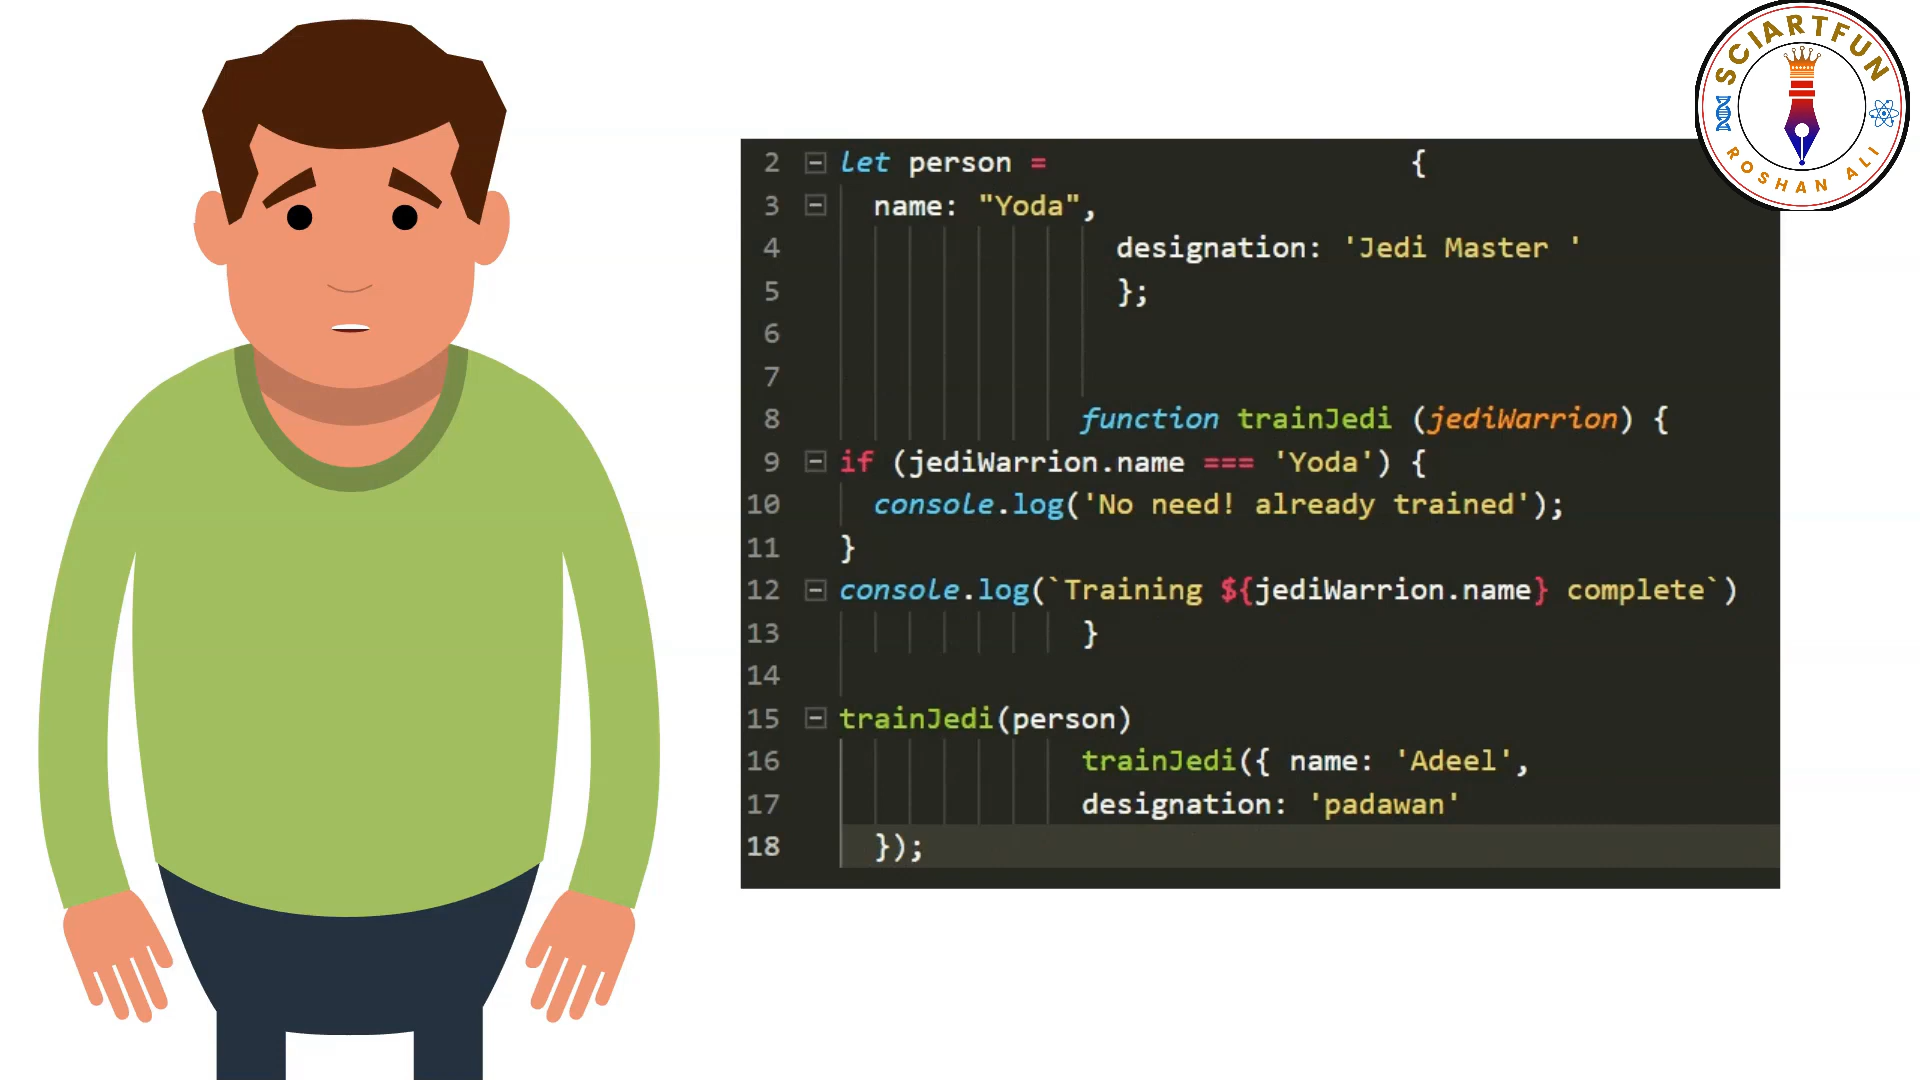 SCIARTFUN
ROSHAN ALI
2 let person = {
3 name: "Yoda",
4 designation: 'Jedi Master '
5 };
6
7
8 function trainJedi (jediWarrion) {
9 if (jediWarrion.name === 'Yoda') {
10 console.log('No need! already trained');
11 }
12 console.log(`Training ${jediWarrion.name} complete`)
13 }
14
15 trainJedi(person)
16 trainJedi({ name: 'Adeel',
17 designation: 'padawan'
18 });